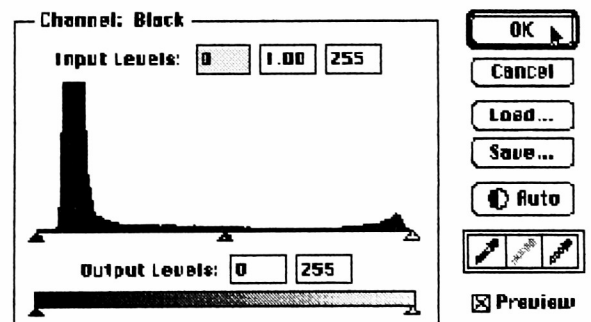 Channel: Black
Input Levels: 0 1.00 255
Output Levels: 0 255
OK
Cancel
Load...
Save...
Auto
Preview